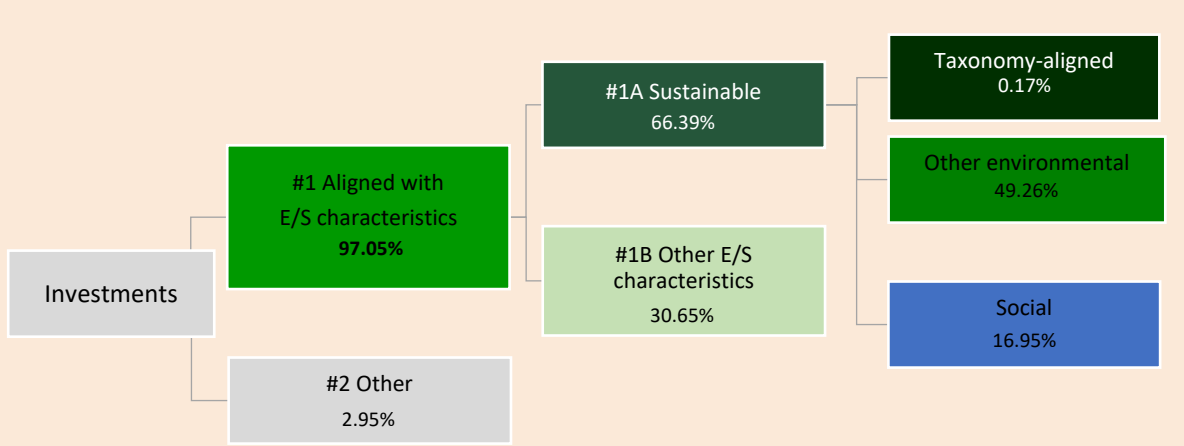 Investments
#1 Aligned with
E/S characteristics
97.05%
#2 Other
2.95%
#1A Sustainable
66.39%
#1B Other E/S
characteristics
30.65%
Taxonomy-aligned
0.17%
Other environmental
49.26%
Social
16.95%